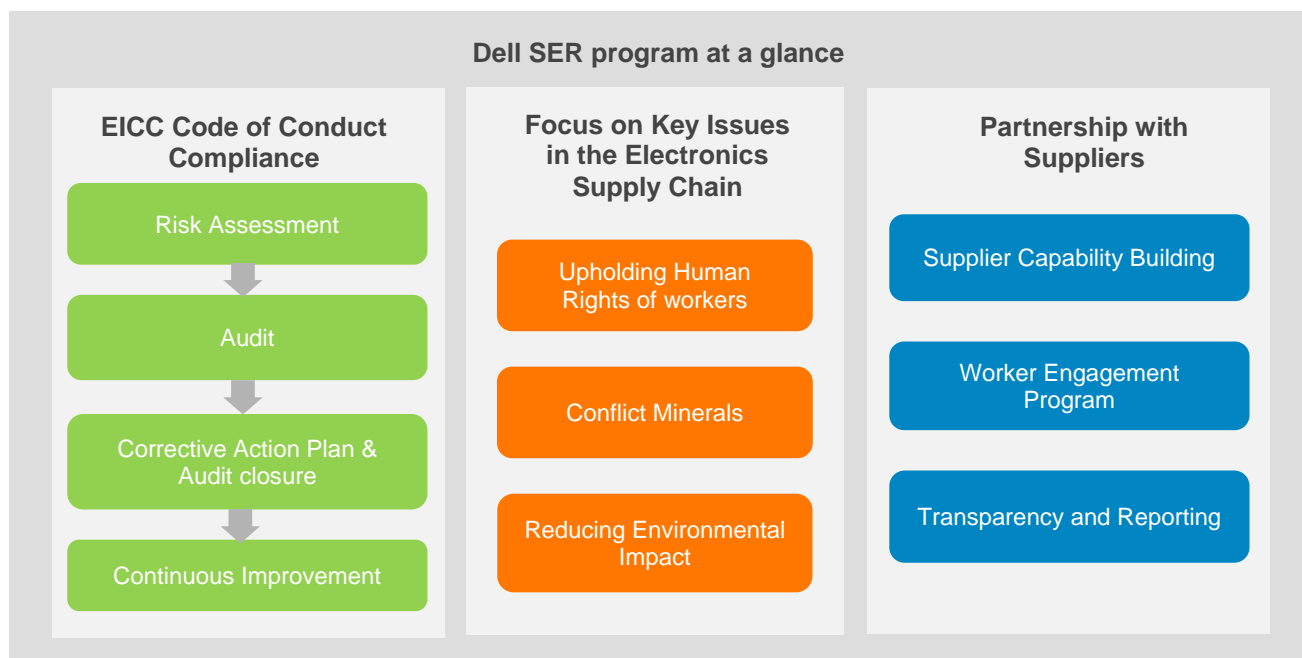 Dell SER program at a glance
EICC Code of Conduct
Compliance
Risk Assessment
Audit
Corrective Action Plan &
Audit closure
Continuous Improvement
Focus on Key Issues
in the Electronics
Supply Chain
Upholding Human
Rights of workers
Conflict Minerals
Reducing Environmental
Impact
Partnership with
Suppliers
Supplier Capability Building
Worker Engagement
Program
Transparency and Reporting